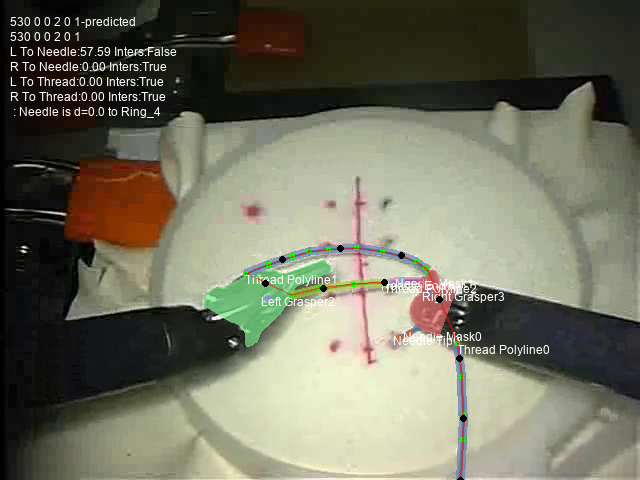 530 0 0 2 0 1-predicted
530 0 0 2 0 1
L To Needle:57.59 Inters:False
R To Needle:0.00 Inters:True
L To Thread:0.00 Inters:True
R To Thread:0.00 Inters:True
: Needle is d=0.0 to Ring_4
Thread Polyline1
Left Grasper2
Right Grasper3
Needle Mask0
Needle Tip
Thread Polyline0